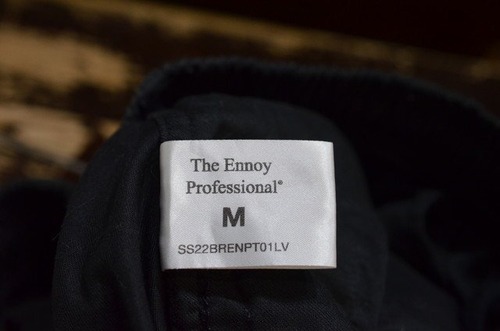 The Ennoy
Professional®
M
SS22BRENPT01LV